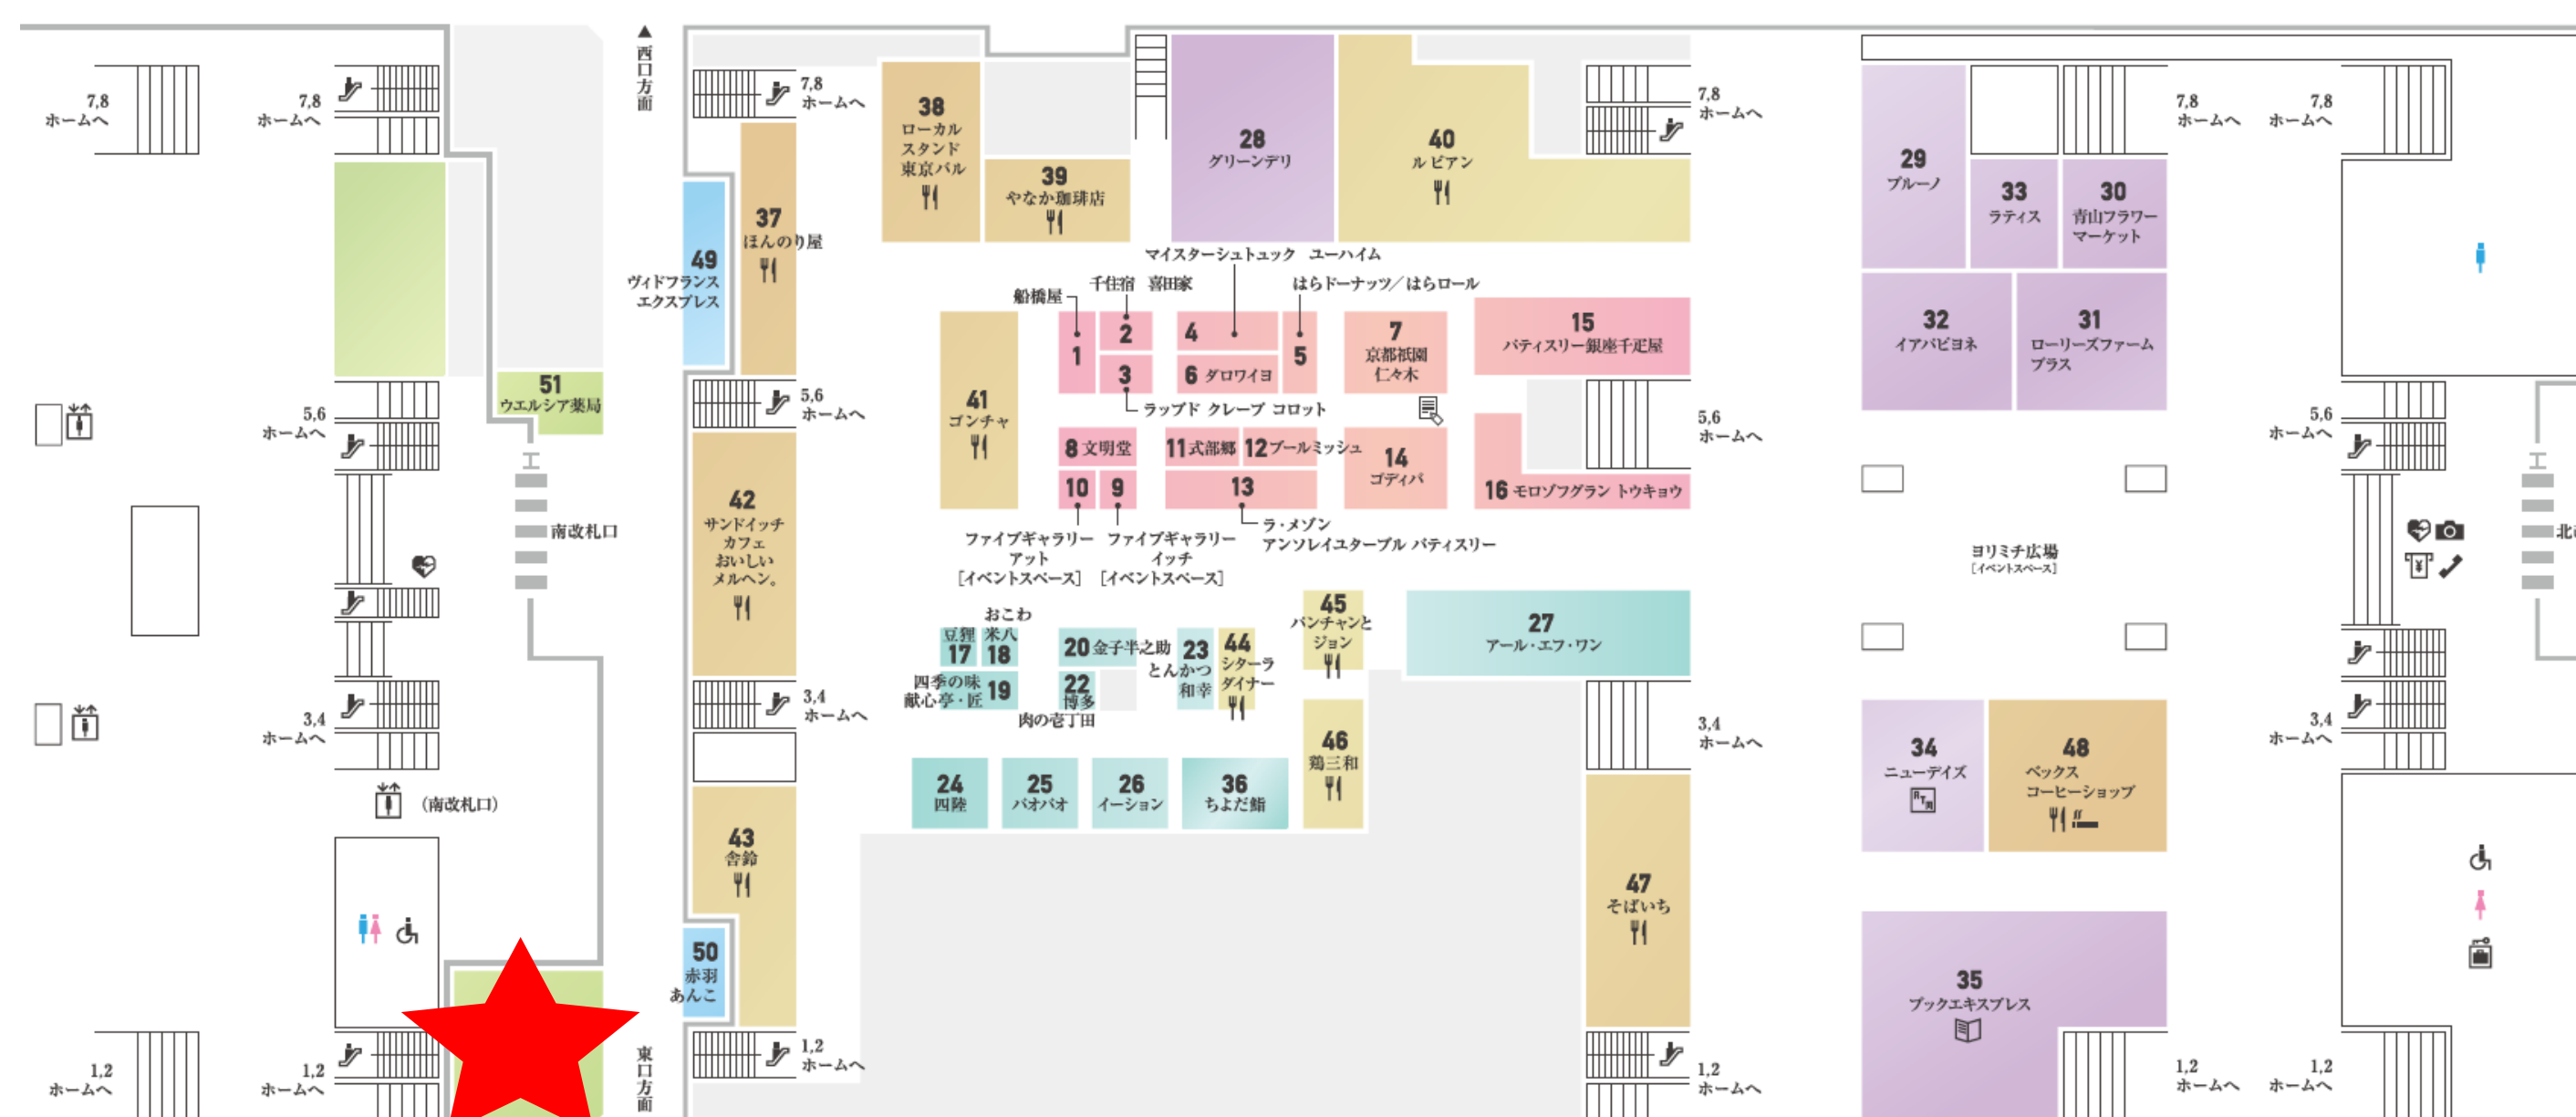 ▲
西口方面
7,8
ホームへ
7,8
ホームへ
7,8
ホームへ
38
ローカル
スタンド
東京バル
39
やなか珈琲店
28
グリーンデリ
40
ル ビアン
7,8
ホームへ
29
ブルーノ
33
ラティス
30
青山フラワー
マーケット
7,8
ホームへ
7,8
ホームへ
37
ほんのり屋
49
ヴィドフランス
エクスプレス
マイスターシュトュック ユーハイム
千住宿 喜田家
はらドーナッツ/はらロール
船橋屋
1
2
3
4
5
6 ダロワイヨ
7
京都祇園
仁々木
15
パティスリー銀座千疋屋
32
イアパピヨネ
31
ローリーズファーム
プラス
51
ウエルシア薬局
5,6
ホームへ
5,6
ホームへ
41
ゴンチャ
ラップド クレープ コロット
5,6
ホームへ
5,6
ホームへ
8 文明堂
11 式部郷
12 ブールミッシュ
14
ゴディバ
10
9
13
16 モロゾフグラン トウキョウ
42
サンドイッチ
カフェ
おいしい
メルヘン。
南改札口
ファイブギャラリー
アット
[イベントスペース]
ファイブギャラリー
イッチ
[イベントスペース]
ラ・メゾン
アンソレイユターブル パティスリー
ヨリミチ広場
[イベントスペース]
¥
北
おこわ
豆狸
17
米八
18
四季の味
献心亭・匠
19
20 金子半之助
22
博多
肉の壱丁田
23
とんかつ
和幸
44
シターラ
ダイナー
45
バンチャンと
ジョン
27
アール・エフ・ワン
3,4
ホームへ
3,4
ホームへ
3,4
ホームへ
3,4
ホームへ
46
鶏三和
34
ニューデイズ
ATM
48
ベックス
コーヒーショップ
(南改札口)
24
四陸
25
パオパオ
26
イーション
36
ちよだ鮨
43
舎鈴
47
そばいち
50
赤羽
あんこ
35
ブックエキスプレス
1,2
ホームへ
1,2
ホームへ
東口方面
1,2
ホームへ
1,2
ホームへ
1,2
ホームへ
1,2
ホームへ